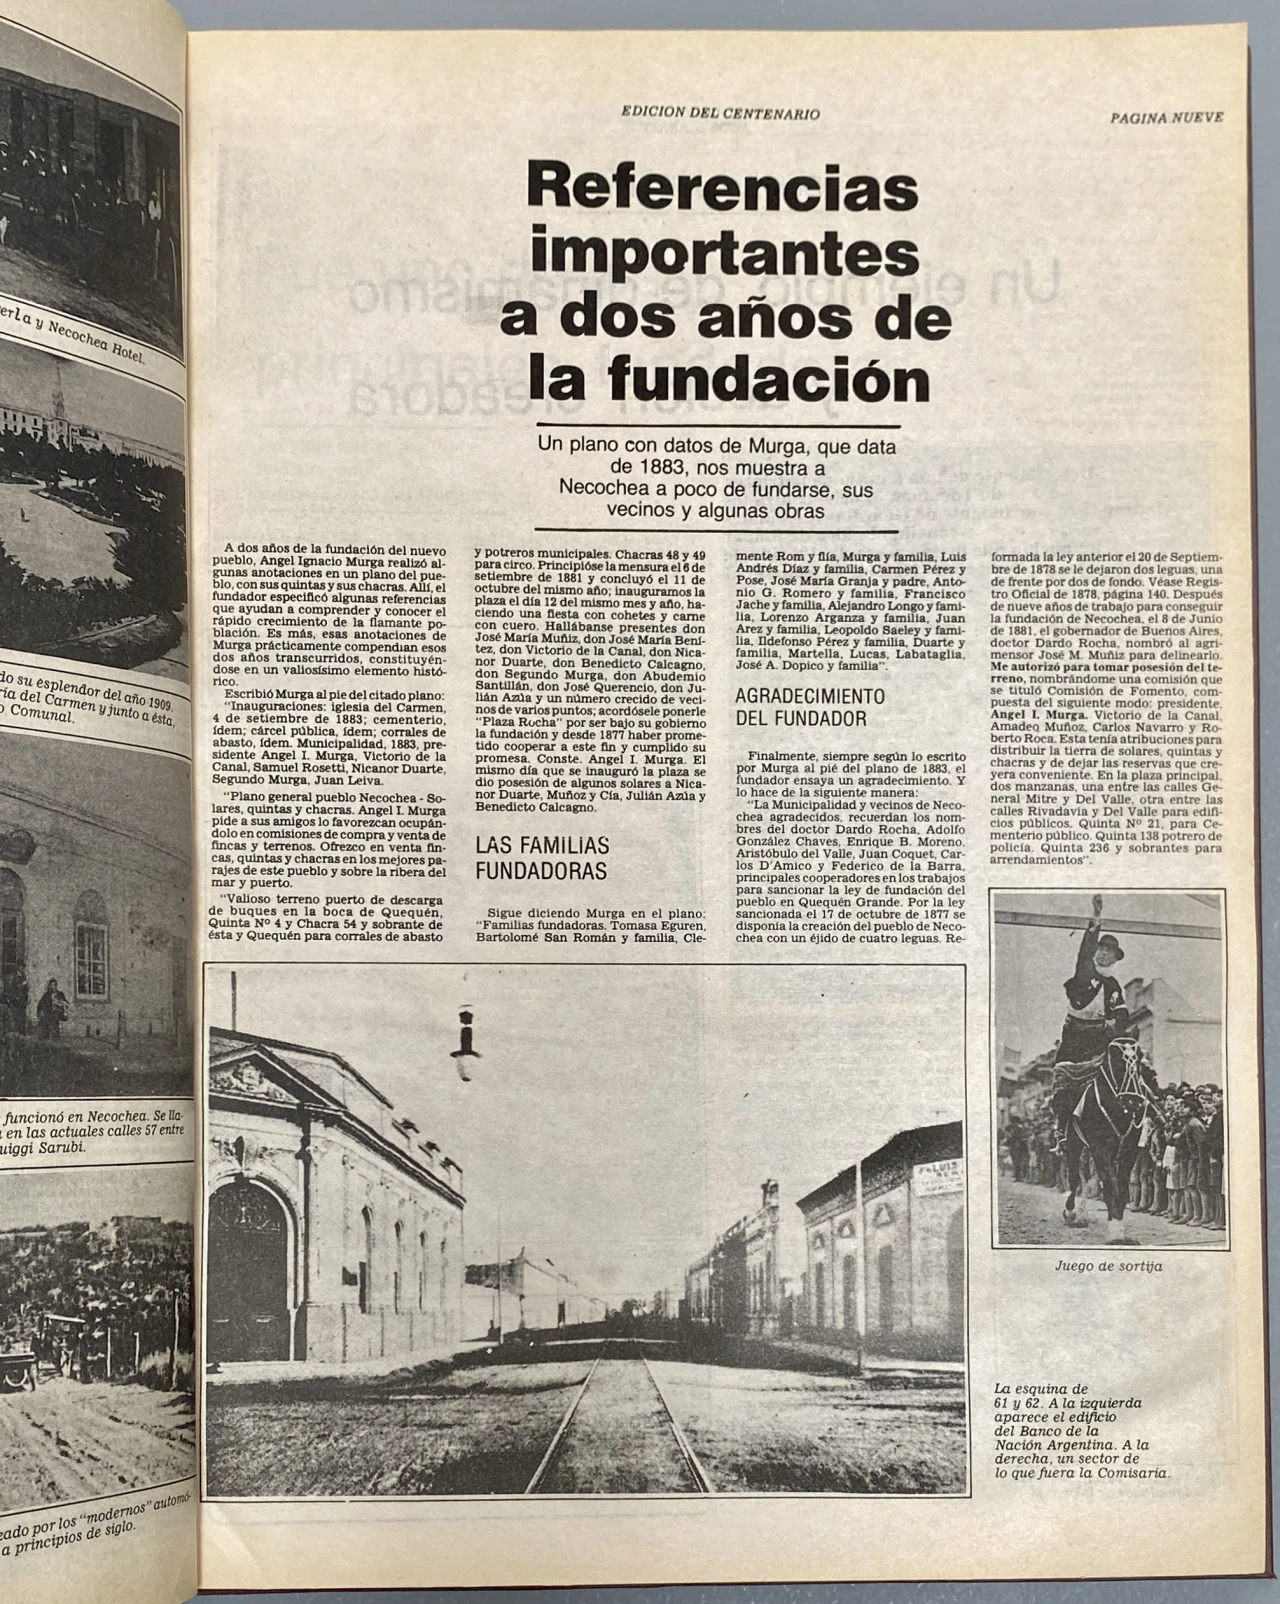 erla y Necochea Hotel.
do su esplendor del año 1909.
ría del Carmen y junto a ésta,
o Comunal.
funcionó en Necochea. Se lla-
en las actuales calles 57 entre
uiggi Sarubi.
zado por los "modernos" automó-
a principios de siglo.
EDICION DEL CENTENARIO
PAGINA NUEVE
Referencias
importantes
a dos años de
la fundación
Un plano con datos de Murga, que data
de 1883, nos muestra a
Necochea a poco de fundarse, sus
vecinos y algunas obras
A dos años de la fundación del nuevo
pueblo, Angel Ignacio Murga realizó al-
gunas anotaciones en un plano del pue-
blo, con sus quintas y sus chacras. Allí, el
fundador especificó algunas referencias
que ayudan a comprender y conocer el
rápido crecimiento de la flamante po-
blación. Es más, esas anotaciones de
Murga prácticamente compendian esos
dos años transcurridos, constituyén-
dose en un valiosísimo elemento histó-
rico.
Escribió Murga al pie del citado plano:
"Inauguraciones: iglesia del Carmen,
4 de setiembre de 1883; cementerio,
ídem; cárcel pública, ídem; corrales de
abasto, ídem. Municipalidad, 1883, pre-
sidente Angel I. Murga, Victorio de la
Canal, Samuel Rosetti, Nicanor Duarte,
Segundo Murga, Juan Leiva.
"Plano general pueblo Necochea - So-
lares, quintas y chacras. Angel I. Murga
pide a sus amigos lo favorezcan ocupán-
dolo en comisiones de compra y venta de
fincas y terrenos. Ofrezco en venta fin-
cas, quintas y chacras en los mejores pa-
rajes de este pueblo y sobre la ribera del
mar y puerto.
"Valioso terreno puerto de descarga
de buques en la boca de Quequén,
Quinta Nº 4 y Chacra 54 y sobrante de
ésta y Quequén para corrales de abasto
y potreros municipales. Chacras 48 y 49
para circo. Principióse la mensura el 6 de
setiembre de 1881 y concluyó el 11 de
octubre del mismo año; inauguramos la
plaza el día 12 del mismo mes y año, ha-
ciendo una fiesta con cohetes y carne
con cuero. Hallábanse presentes don
José María Muñiz, don José María Bení-
tez, don Victorio de la Canal, don Nica-
nor Duarte, don Benedicto Calcagno,
don Segundo Murga, don Abudemio
Santillán, don José Querencio, don Ju-
lián Azúa y un número crecido de veci-
nos de varios puntos; acordósele ponerle
"Plaza Rocha" por ser bajo su gobierno
la fundación y desde 1877 haber prome-
tido cooperar a este fin y cumplido su
promesa. Conste. Angel I. Murga. El
mismo día que se inauguró la plaza se
dio posesión de algunos solares a Nica-
nor Duarte, Muñoz y Cía, Julián Azúa y
Benedicto Calcagno.
LAS FAMILIAS
FUNDADORAS
Sigue diciendo Murga en el plano:
"Familias fundadoras. Tomasa Eguren,
Bartolomé San Román y familia, Cle-
mente Rom y flia, Murga y familia, Luis
Andrés Díaz y familia, Carmen Pérez y
Pose, José María Granja y padre, Anto-
nio G. Romero y familia, Francisco
Jache y familia, Alejandro Longo y fami-
lia, Lorenzo Arganza y familia, Juan
Arez y familia, Leopoldo Saeley y fami-
lia, Ildefonso Pérez y familia, Duarte y
familia, Martella, Lucas, Labataglia,
José A. Dopico y familia".
AGRADECIMIENTO
DEL FUNDADOR
Finalmente, siempre según lo escrito
por Murga al pié del plano de 1883, el
fundador ensaya un agradecimiento. Y
lo hace de la siguiente manera:
"La Municipalidad y vecinos de Neco-
chea agradecidos, recuerdan los nom-
bres del doctor Dardo Rocha, Adolfo
González Chaves, Enrique B. Moreno,
Aristóbulo del Valle, Juan Coquet, Car-
los D'Amico y Federico de la Barra,
principales cooperadores en los trabajos
para sancionar la ley de fundación del
pueblo en Quequén Grande. Por la ley
sancionada el 17 de octubre de 1877 se
disponía la creación del pueblo de Neco-
chea con un éjido de cuatro leguas. Re-
formada la ley anterior el 20 de Septiem-
bre de 1878 se le dejaron dos leguas, una
de frente por dos de fondo. Véase Regis-
tro Oficial de 1878, página 140. Después
de nueve años de trabajo para conseguir
la fundación de Necochea, el 8 de Junio
de 1881, el gobernador de Buenos Aires,
doctor Dardo Rocha, nombró al agri-
mensor José M. Muñiz para delinearlo.
Me autorizó para tomar posesión del te-
rreno, nombrándome una comisión que
se tituló Comisión de Fomento, com-
puesta del siguiente modo: presidente,
Angel I. Murga. Victorio de la Canal,
Amadeo Muñoz, Carlos Navarro y Ro-
berto Roca. Esta tenía atribuciones para
distribuir la tierra de solares, quintas y
chacras y de dejar las reservas que cre-
yera conveniente. En la plaza principal,
dos manzanas, una entre las calles Ge-
neral Mitre y Del Valle, otra entre las
calles Rivadavia y Del Valle para edifi-
cios públicos. Quinta Nº 21, para Ce-
menterio público. Quinta 138 potrero de
policía. Quinta 236 y sobrantes para
arrendamientos".
Juego de sortija
La esquina de
61 y 62. A la izquierda
aparece el edificio
del Banco de la
Nación Argentina. A la
derecha, un sector de
lo que fuera la Comisaría.